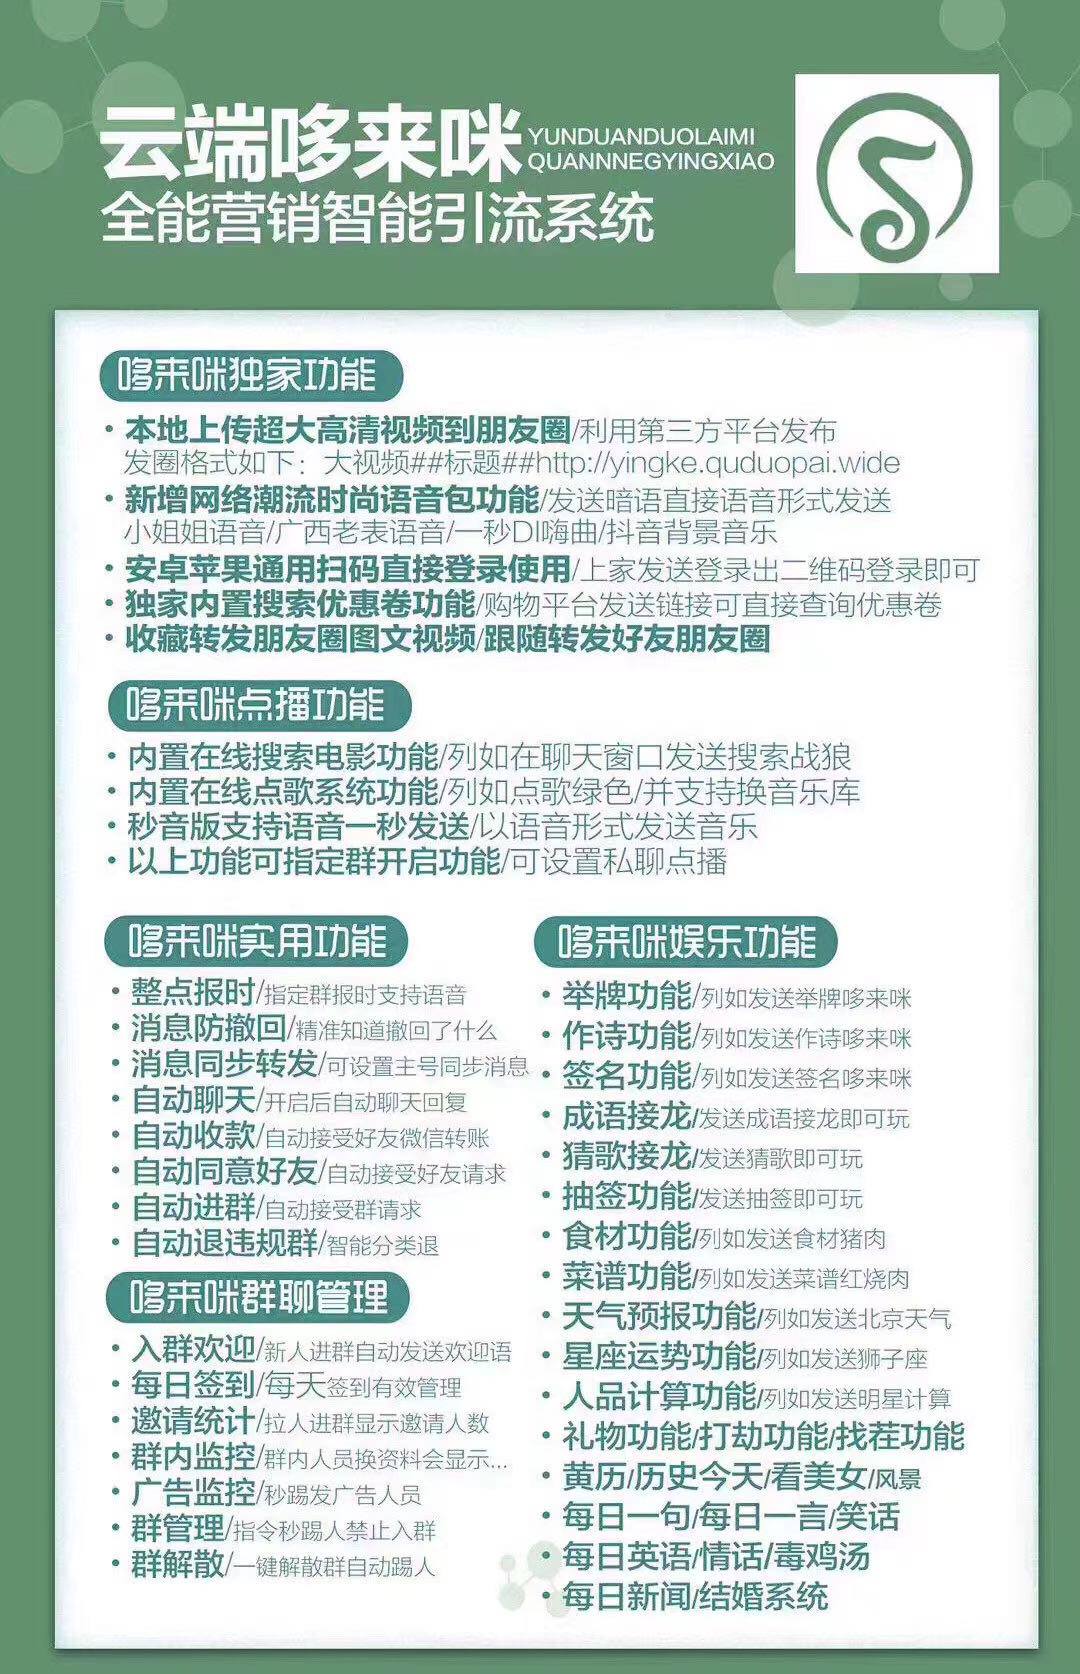 云端哆来咪
YUNDUANDUOLAIMI
QUANNNEGYINGXIAO
全能营销智能引流系统
哆来咪独家功能
• 本地上传超大高清视频到朋友圈/利用第三方平台发布
发圈格式如下：大视频##标题##http://yingke.quduopai.wide
• 新增网络潮流时尚语音包功能/发送暗语直接语音形式发送
小姐姐语音/广西老表语音/一秒DI嗨曲/抖音背景音乐
• 安卓苹果通用扫码直接登录使用/上家发送登录出二维码登录即可
• 独家内置搜索优惠卷功能/购物平台发送链接可直接查询优惠卷
• 收藏转发朋友圈图文视频/跟随转发好友朋友圈
哆来咪点播功能
• 内置在线搜索电影功能/列如在聊天窗口发送搜索战狼
• 内置在线点歌系统功能/列如点歌绿色/并支持换音乐库
• 秒音版支持语音一秒发送/以语音形式发送音乐
• 以上功能可指定群开启功能/可设置私聊点播
哆来咪实用功能
• 整点报时/指定群报时支持语音
• 消息防撤回/精准知道撤回了什么
• 消息同步转发/可设置主号同步消息
• 自动聊天/开启后自动聊天回复
• 自动收款/自动接受好友微信转账
• 自动同意好友/自动接受好友请求
• 自动进群/自动接受群请求
• 自动退违规群/智能分类退
哆来咪群聊管理
• 入群欢迎/新人进群自动发送欢迎语
• 每日签到/每天签到有效管理
• 邀请统计/拉人进群显示邀请人数
• 群内监控/群内人员换资料会显示...
• 广告监控/秒踢发广告人员
• 群管理/指令秒踢人禁止入群
• 群解散/一键解散群自动踢人
哆来咪娱乐功能
• 举牌功能/列如发送举牌哆来咪
• 作诗功能/列如发送作诗哆来咪
• 签名功能/列如发送签名哆来咪
• 成语接龙/发送成语接龙即可玩
• 猜歌接龙/发送猜歌即可玩
• 抽签功能/发送抽签即可玩
• 食材功能/列如发送食材猪肉
• 菜谱功能/列如发送菜谱红烧肉
• 天气预报功能/列如发送北京天气
• 星座运势功能/列如发送狮子座
• 人品计算功能/列如发送明星计算
• 礼物功能/打劫功能/找茬功能
• 黄历/历史今天/看美女/风景
• 每日一句/每日一言/笑话
• 每日英语/情话/毒鸡汤
• 每日新闻/结婚系统